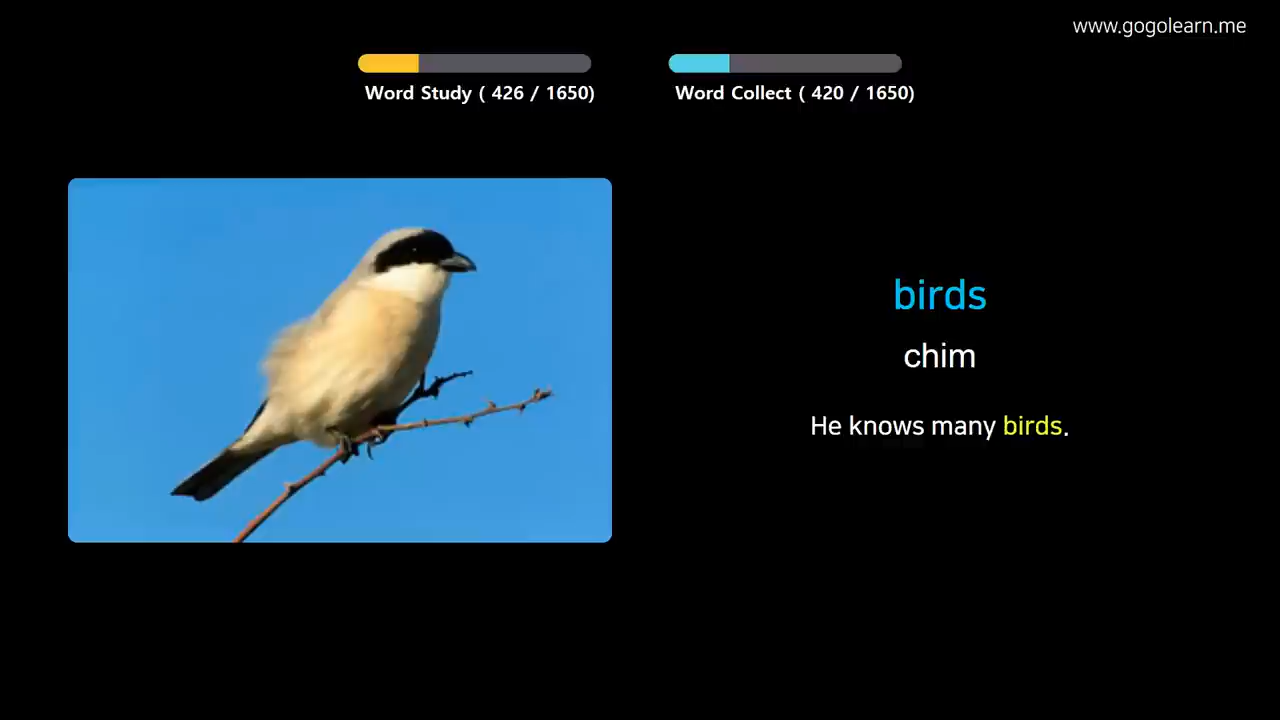 www.gogolearn.me
Word Study ( 426 / 1650)
Word Collect ( 420 / 1650)
birds
chim
He knows many birds.